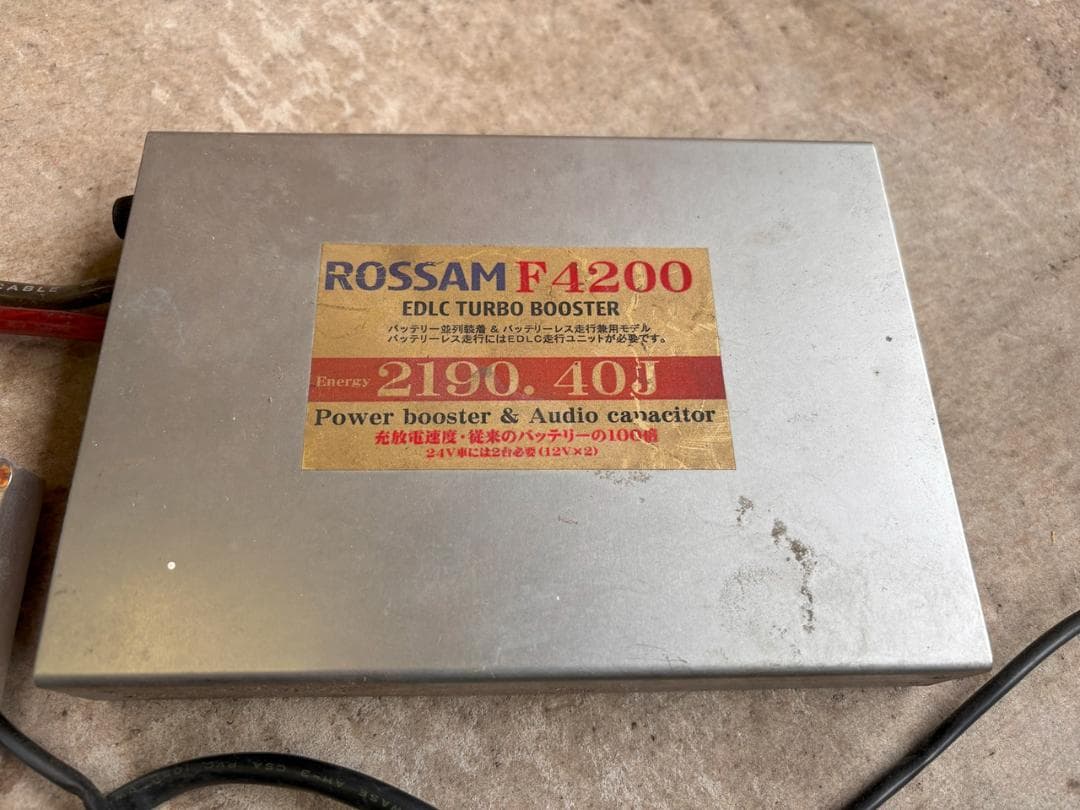 ROSSAM F4200
EDLC TURBO BOOSTER
バッテリー並列装着 & バッテリーレス走行兼用モデル
バッテリーレス走行にはEDLC走行ユニットが必要です。
Energy 2190. 40J
Power booster & Audio capacitor
充放電速度・従来のバッテリーの100倍
24V車には2台必要(12V×2)
CABLE